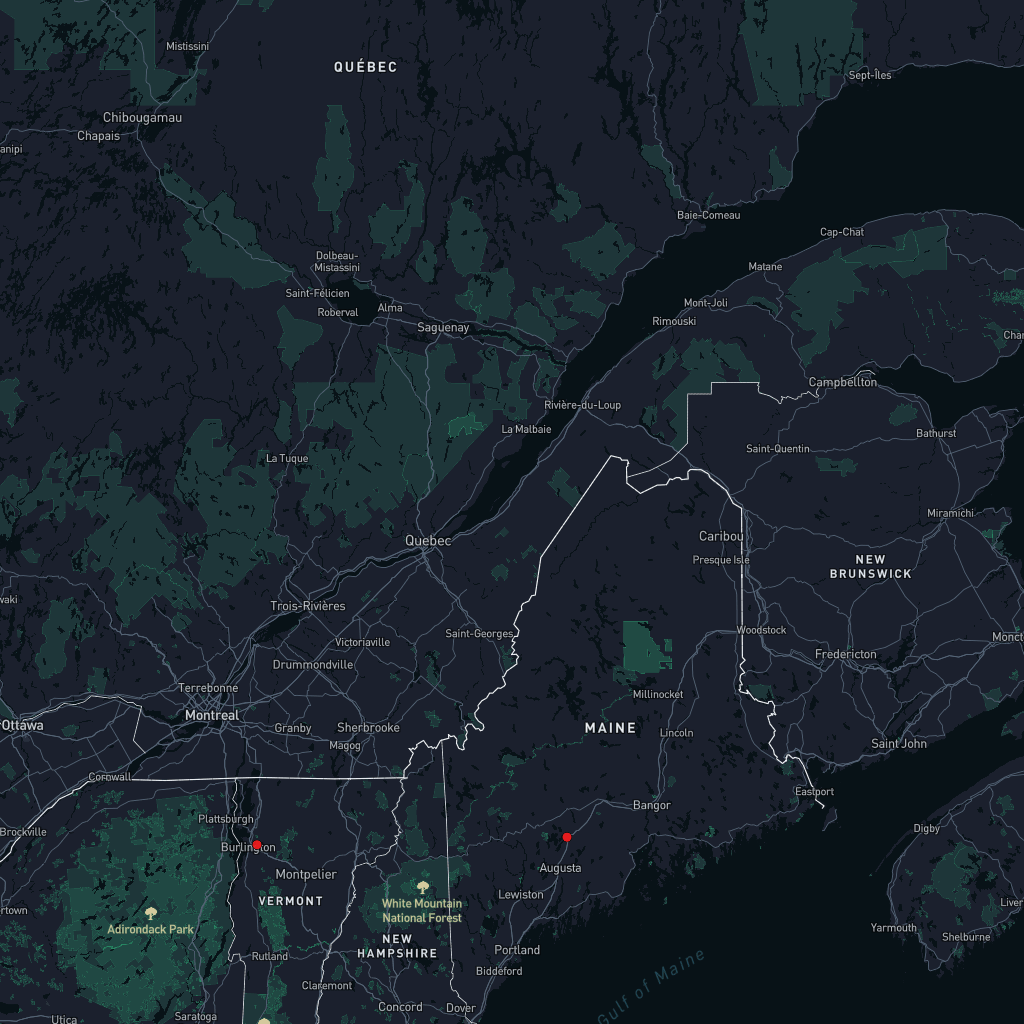 Mistissini
QUÉBEC
Sept-Îles
Chibougamau
Chapais
anipi
Baie-Comeau
Cap-Chat
Dolbeau-
Mistassini
Matane
Saint-Félicien
Alma
Roberval
Mont-Joli
Saguenay
Rimouski
Chan
Campbellton
Rivière-du-Loup
La Malbaie
Bathurst
Saint-Quentin
La Tuque
Miramichi
Quebec
Caribou
Presque Isle
NEW
BRUNSWICK
waki
Trois-Rivières
Victoriaville
Saint-Georges
Woodstock
Monct
Drummondville
Fredericton
Terrebonne
Millinocket
Montreal
Ottawa
Granby
Sherbrooke
MAINE
Lincoln
Magog
Saint John
Cornwall
Eastport
Bangor
Plattsburgh
Brockville
Digby
Burlington
Augusta
Montpelier
Lewiston
VERMONT
White Mountain
National Forest
Liver
ertown
Adirondack Park
Yarmouth
Shelburne
NEW
HAMPSHIRE
Portland
Rutland
Biddeford
Gulf of Maine
Claremont
Concord
Dover
Utica
Saratoga